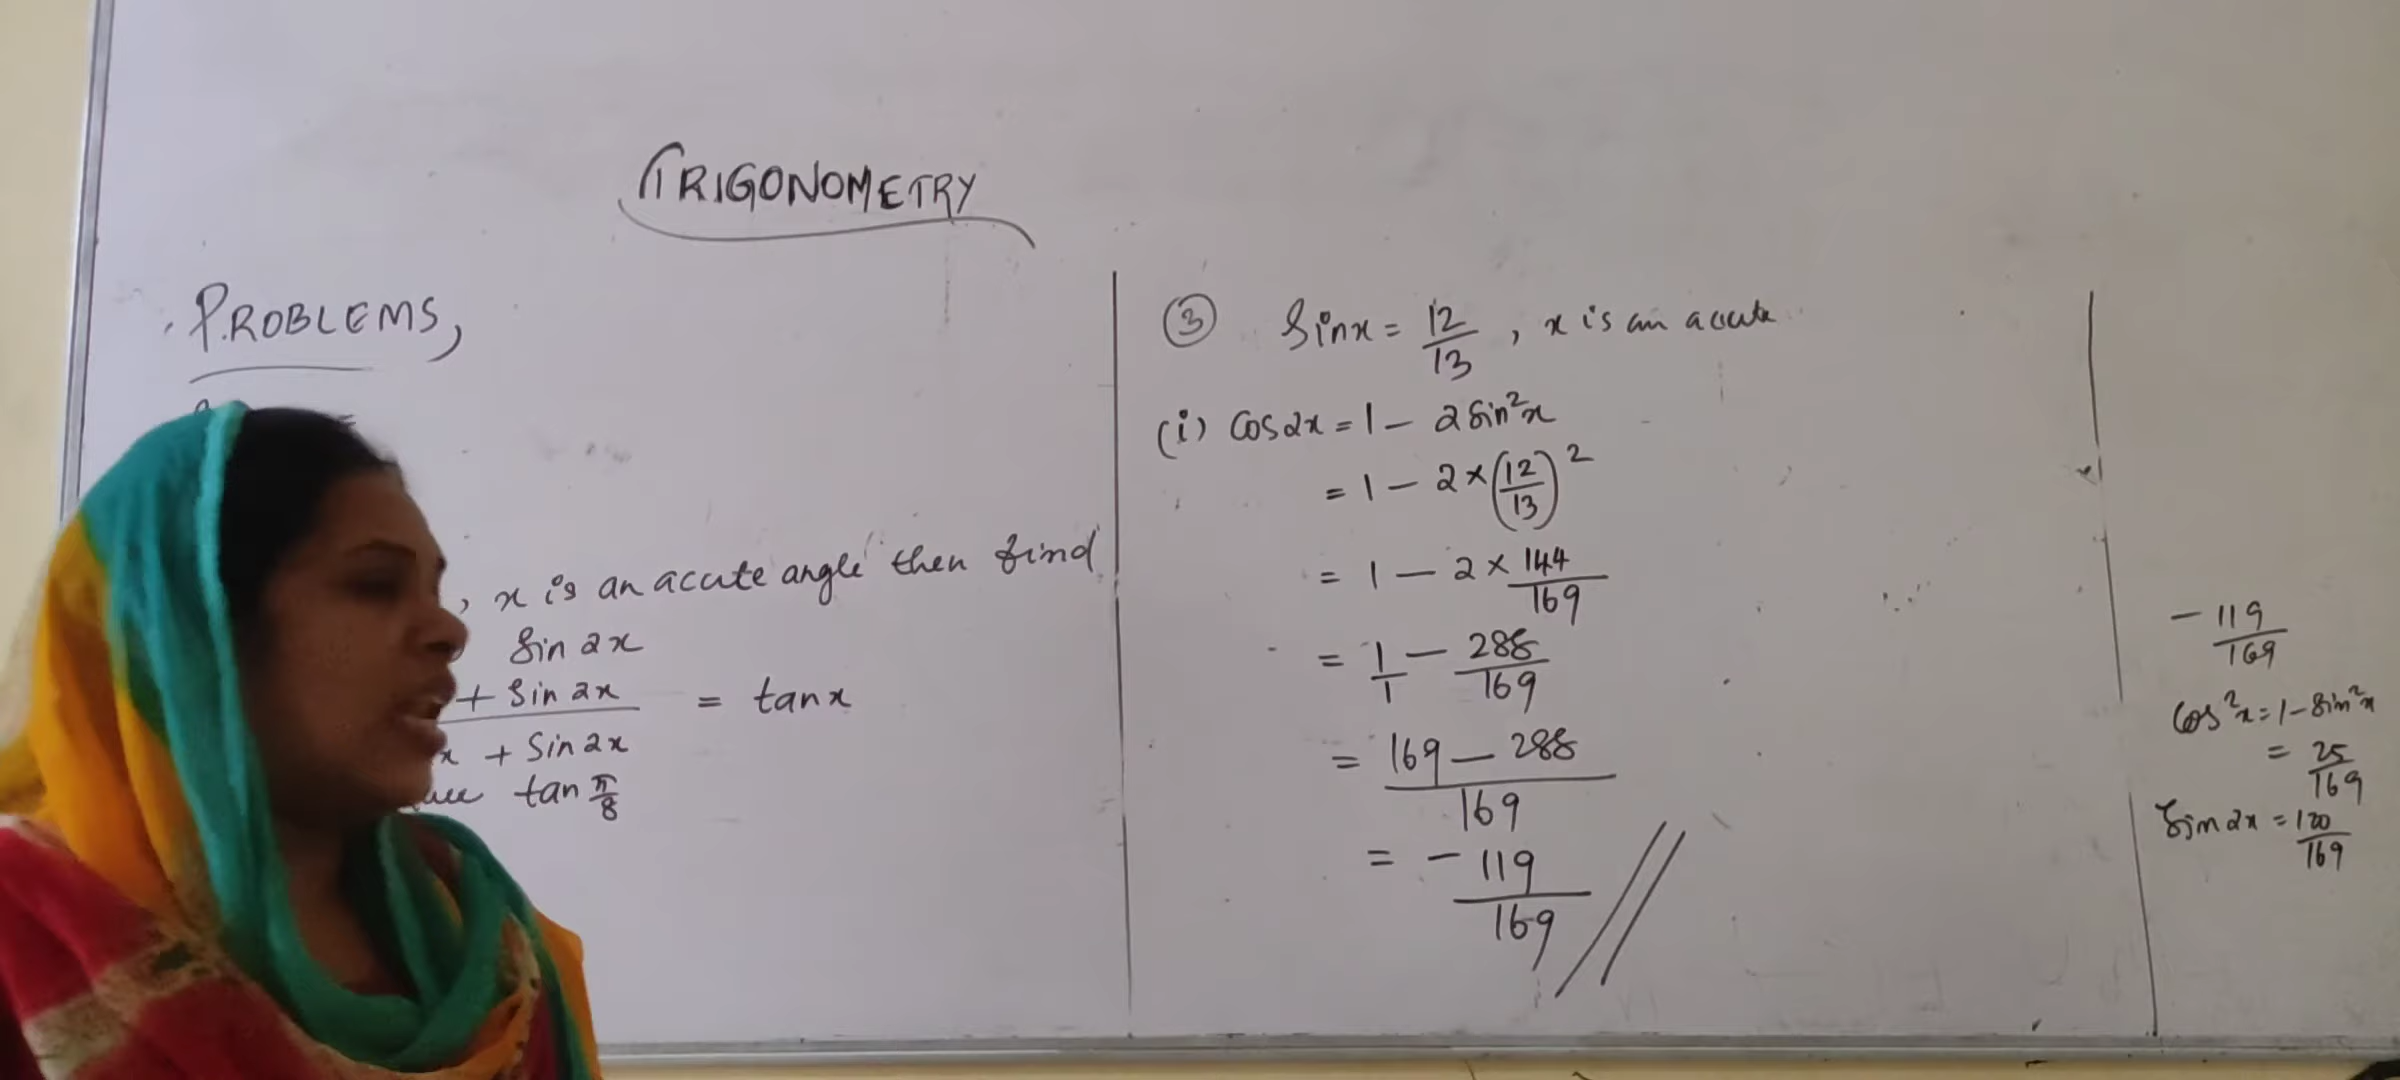 TRIGONOMETRY
PROBLEMS,
, x is an acute angle then find
Sin 2x
+ Sin 2x = tan x
x + Sin 2x
tan π/8
③ Sinx = 12/13, x is an acute
(i) Cos2x = 1 - 2 Sin²x
= 1 - 2 × (12/13)²
= 1 - 2 × 144/169
= 1/1 - 288/169
= 169 - 288/169
= - 119/169
- 119/169
Cos²x = 1 - Sin²x
= 25/169
Sin 2x = 120/169